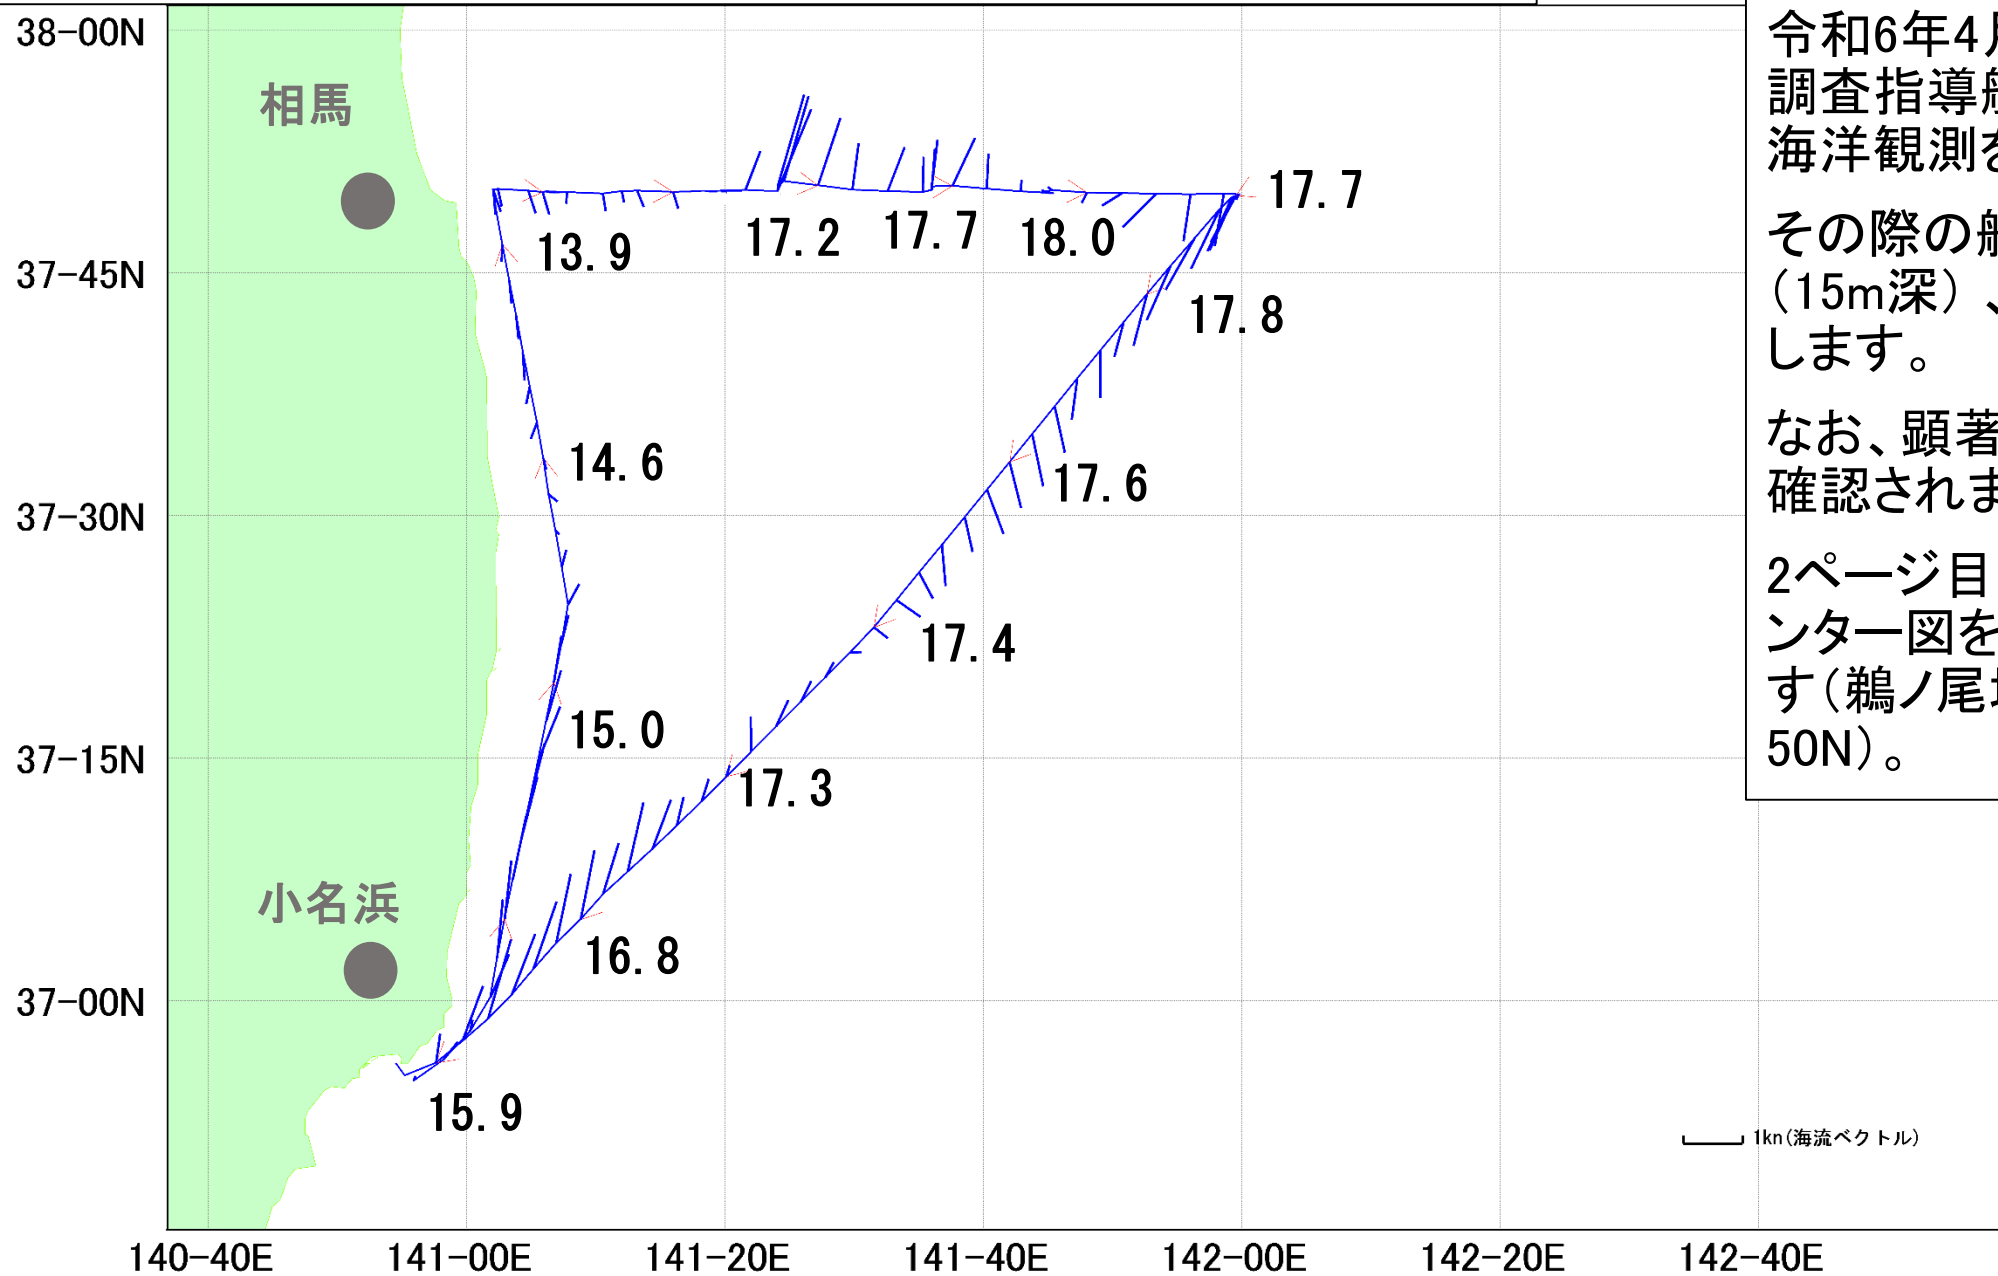 38-00N
37-45N
37-30N
37-15N
37-00N
140-40E
141-00E
141-20E
141-40E
142-00E
142-20E
142-40E
相馬
小名浜
13.9
17.2
17.7
18.0
17.7
17.8
14.6
17.6
17.4
15.0
17.3
16.8
15.9
1kn(海流ベクトル)
令和6年4月
調査指導
海洋観測を
その際の
(15m深)、
します。
なお、顕著
確認されま
2ページ目
ンター図を
す(鵜ノ尾
50N)。